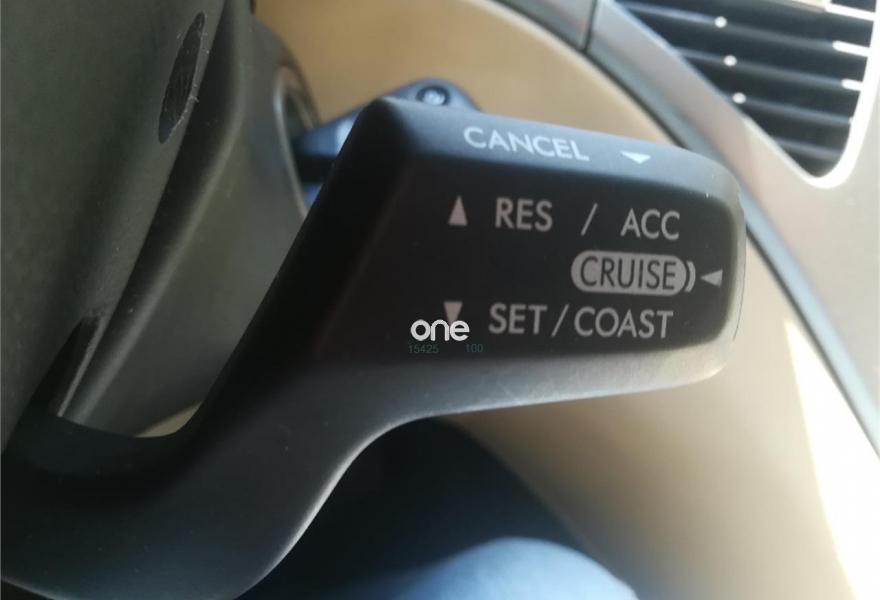 CANCEL
RES / ACC
CRUISE
SET / COAST
one
15425 100